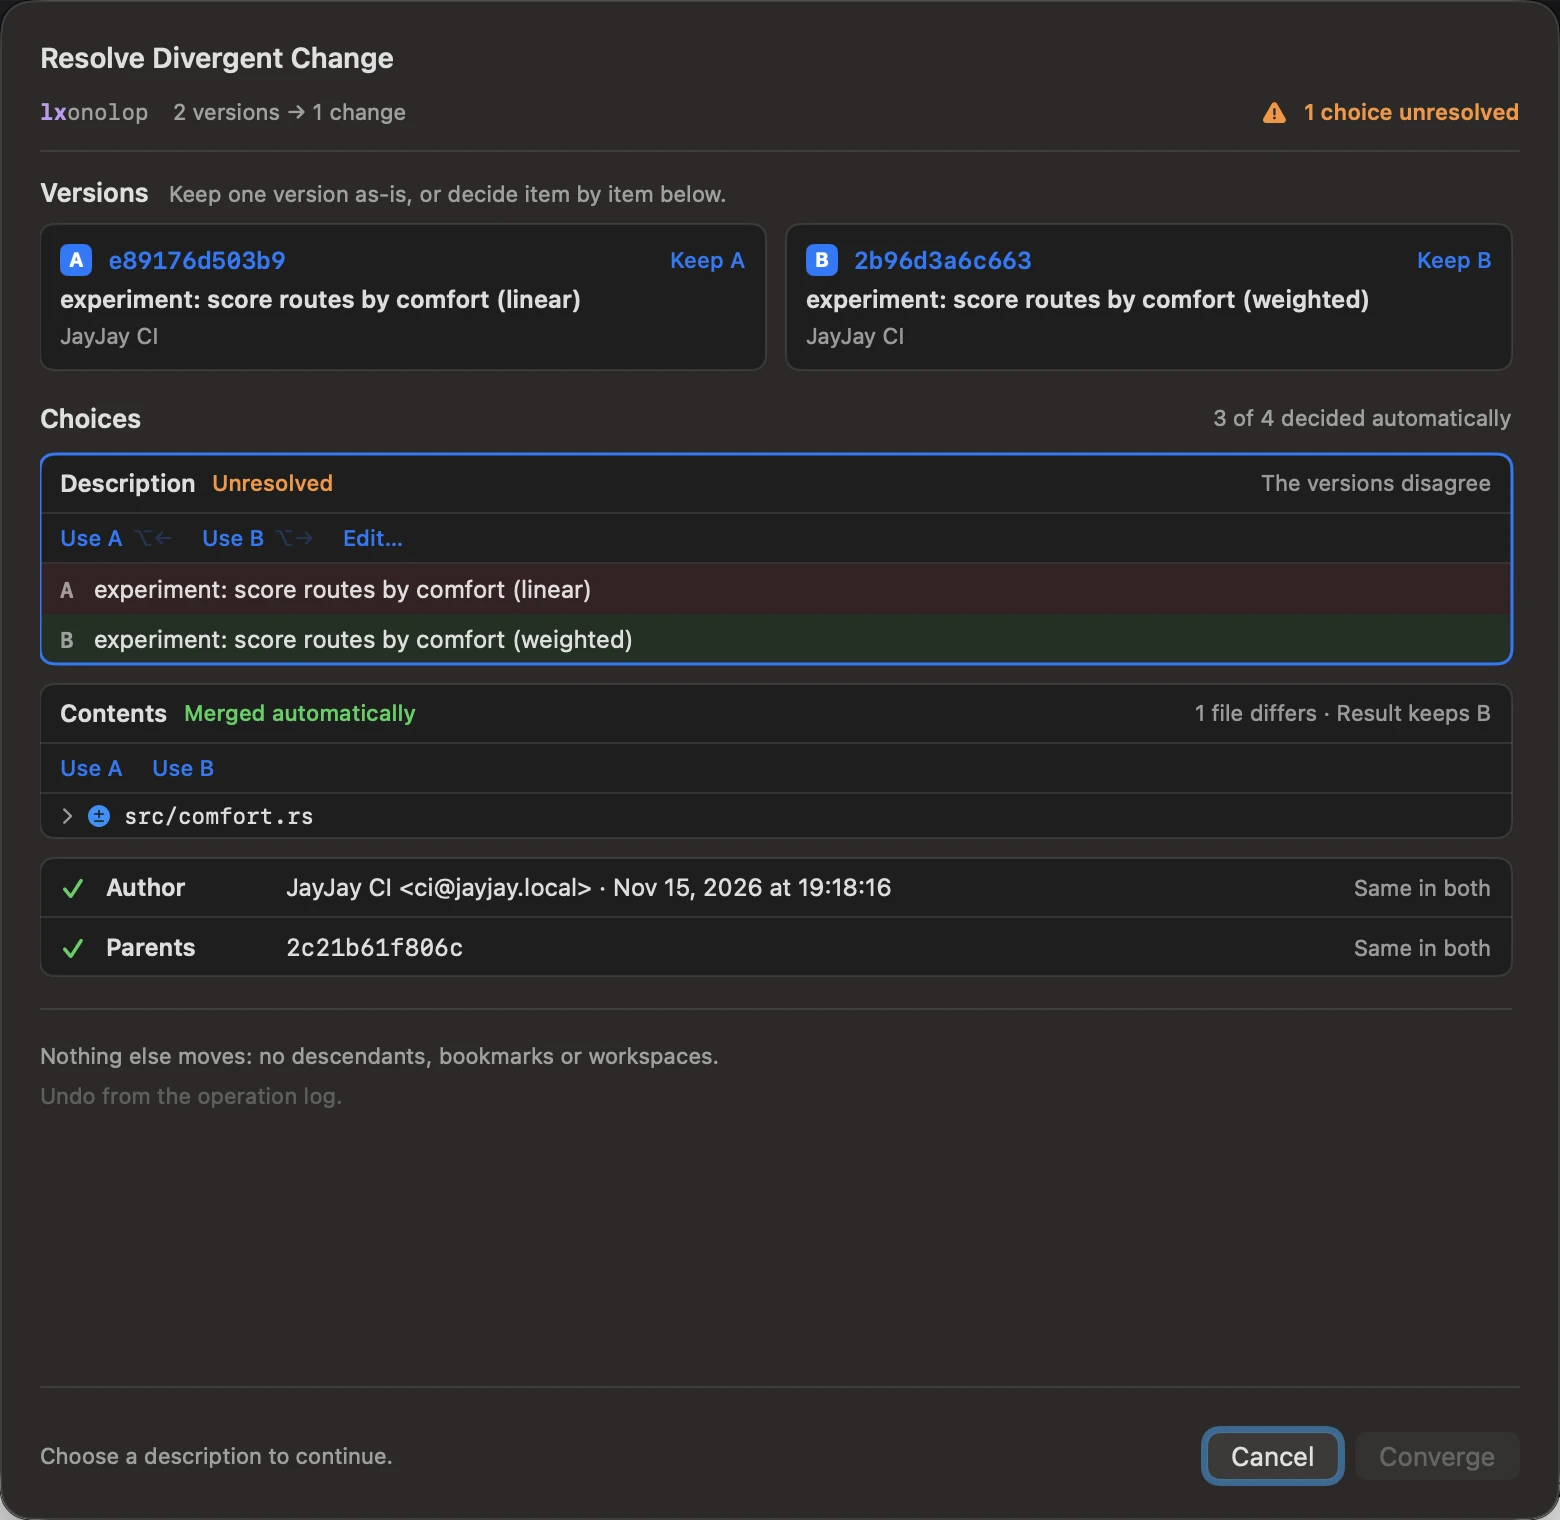 Resolve Divergent Change
lxonolop 2 versions → 1 change
1 choice unresolved
Versions Keep one version as-is, or decide item by item below.
A e89176d503b9 Keep A
experiment: score routes by comfort (linear)
JayJay CI
B 2b96d3a6c663 Keep B
experiment: score routes by comfort (weighted)
JayJay CI
Choices 3 of 4 decided automatically
Description Unresolved The versions disagree
Use A ⌥← Use B ⌥→ Edit...
A experiment: score routes by comfort (linear)
B experiment: score routes by comfort (weighted)
Contents Merged automatically 1 file differs · Result keeps B
Use A Use B
src/comfort.rs
Author JayJay CI <ci@jayjay.local> · Nov 15, 2026 at 19:18:16 Same in both
Parents 2c21b61f806c Same in both
Nothing else moves: no descendants, bookmarks or workspaces.
Undo from the operation log.
Choose a description to continue.
Cancel Converge